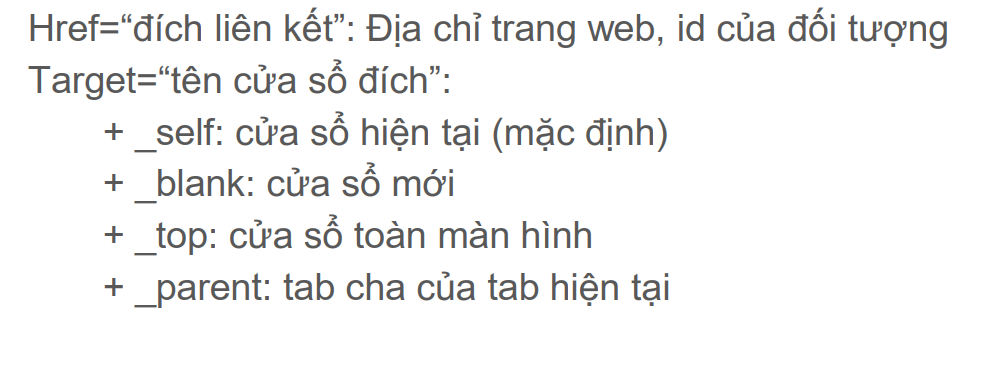 Href=“đích liên kết”: Địa chỉ trang web, id của đối tượng
Target=“tên cửa sổ đích”:
+ _self: cửa sổ hiện tại (mặc định)
+ _blank: cửa sổ mới
+ _top: cửa sổ toàn màn hình
+ _parent: tab cha của tab hiện tại